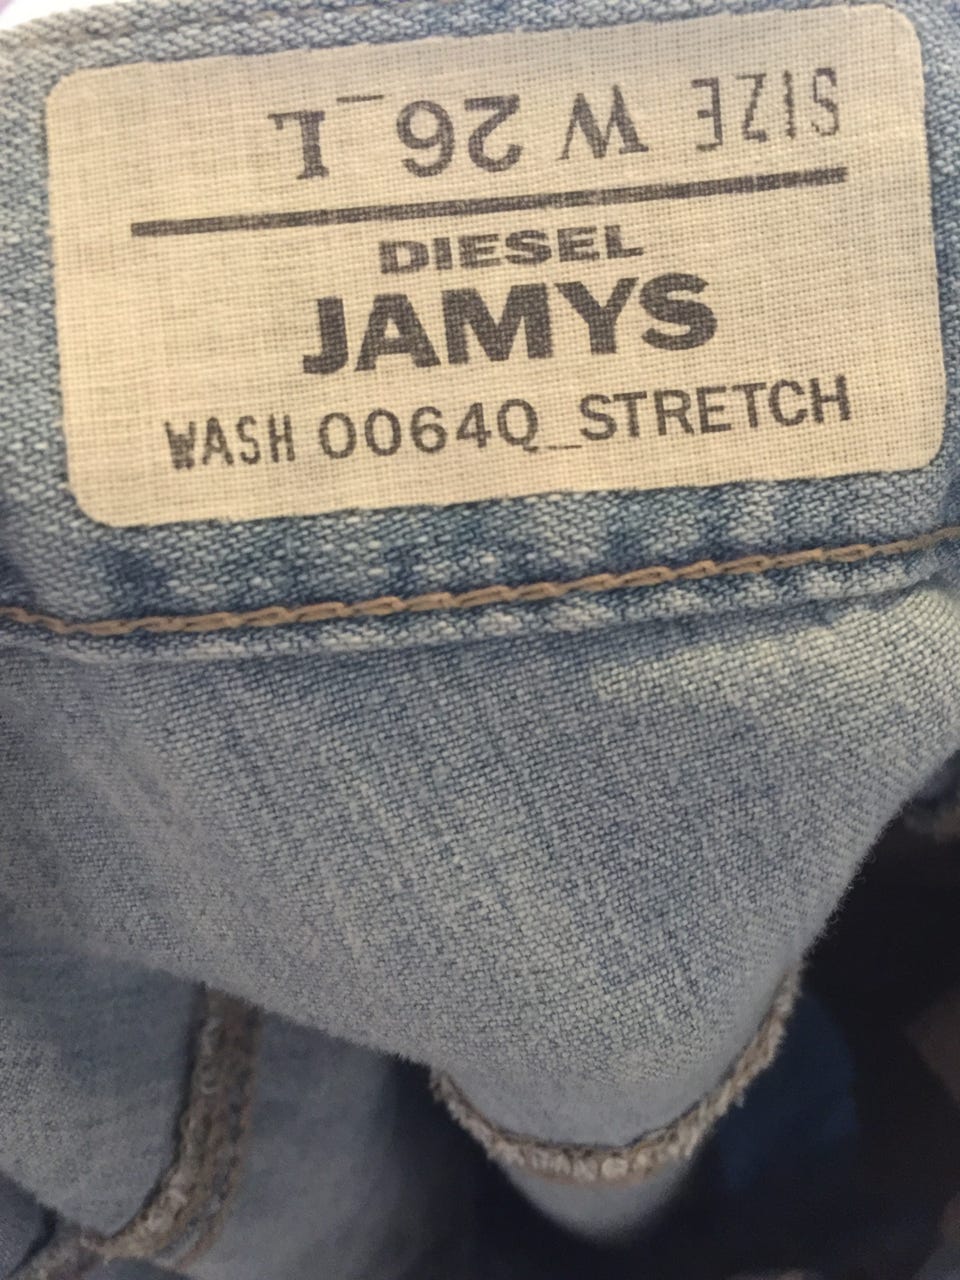 SIZE W 26_L
DIESEL
JAMYS
WASH 0064Q_STRETCH